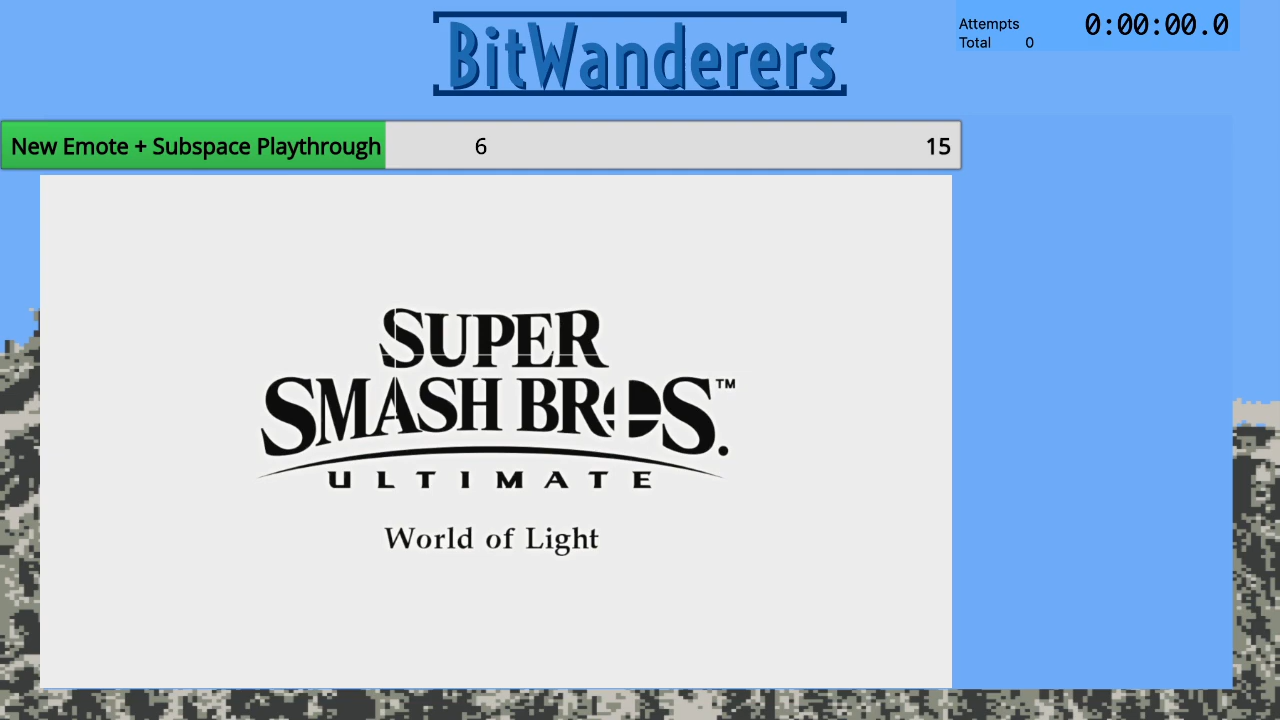 BitWanderers
Attempts
Total 0
0:00:00.0
New Emote + Subspace Playthrough 6 15
SUPER
SMASH BROS.™
ULTIMATE
World of Light